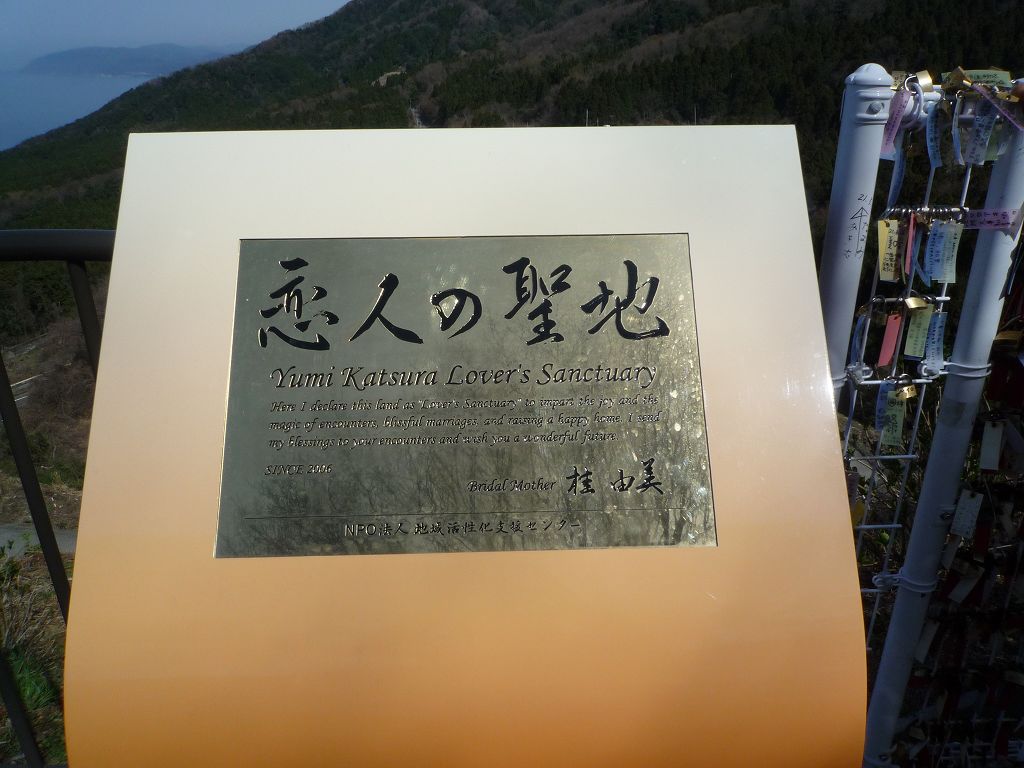 恋人の聖地
Yumi Katsura Lover's Sanctuary
Here I declare this land as "Lover's Sanctuary" to impart the joy and the
magic of encounters, blissful marriages, and raising a happy home. I send
my blessings to your encounters and wish you a wonderful future.
SINCE 2006
Bridal Mother 桂 由美
NPO法人 地域活性化支援センター